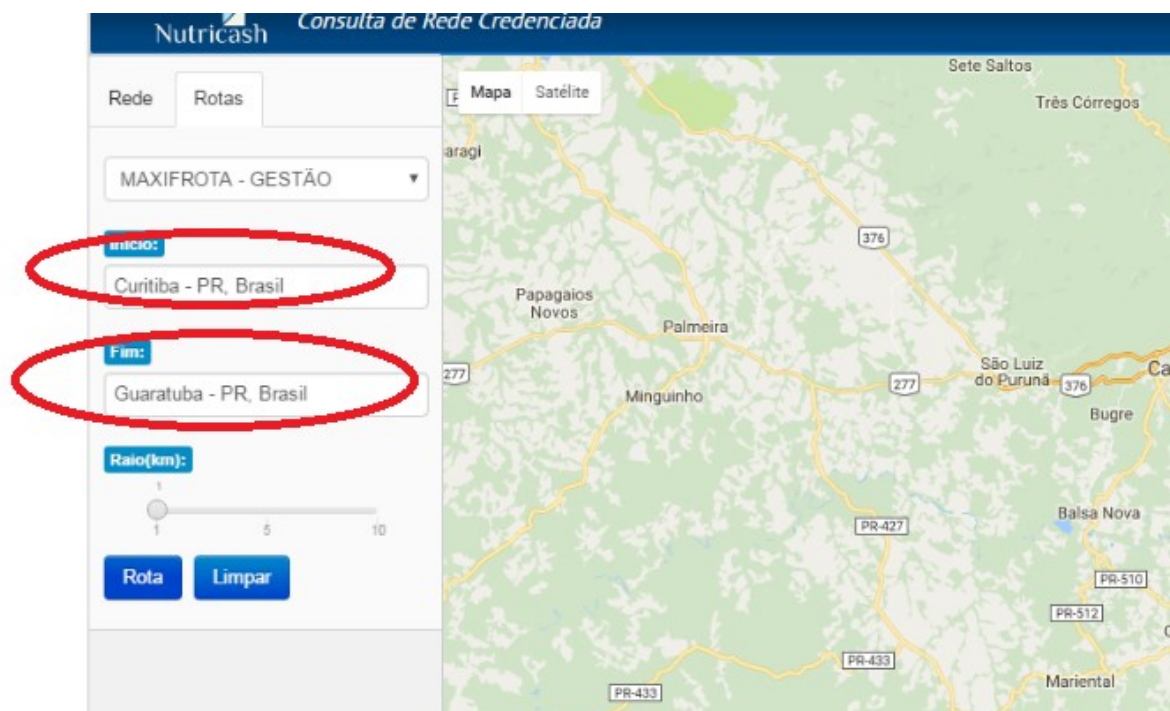 Nutricash
Consulta de Rede Credenciada
Rede
Rotas
MAXIFROTA - GESTÃO
Início:
Curitiba - PR, Brasil
Fim:
Guaratuba - PR, Brasil
Raio(km):
1
1
5
10
Rota
Limpar
Mapa
Satélite
Sete Saltos
Três Córregos
aragi
376
Papagaios
Novos
Palmeira
277
Minguinho
277
São Luiz
do Purunã
376
Ca
Bugre
Balsa Nova
PR-427
PR-510
PR-512
PR-433
PR-433
Mariental